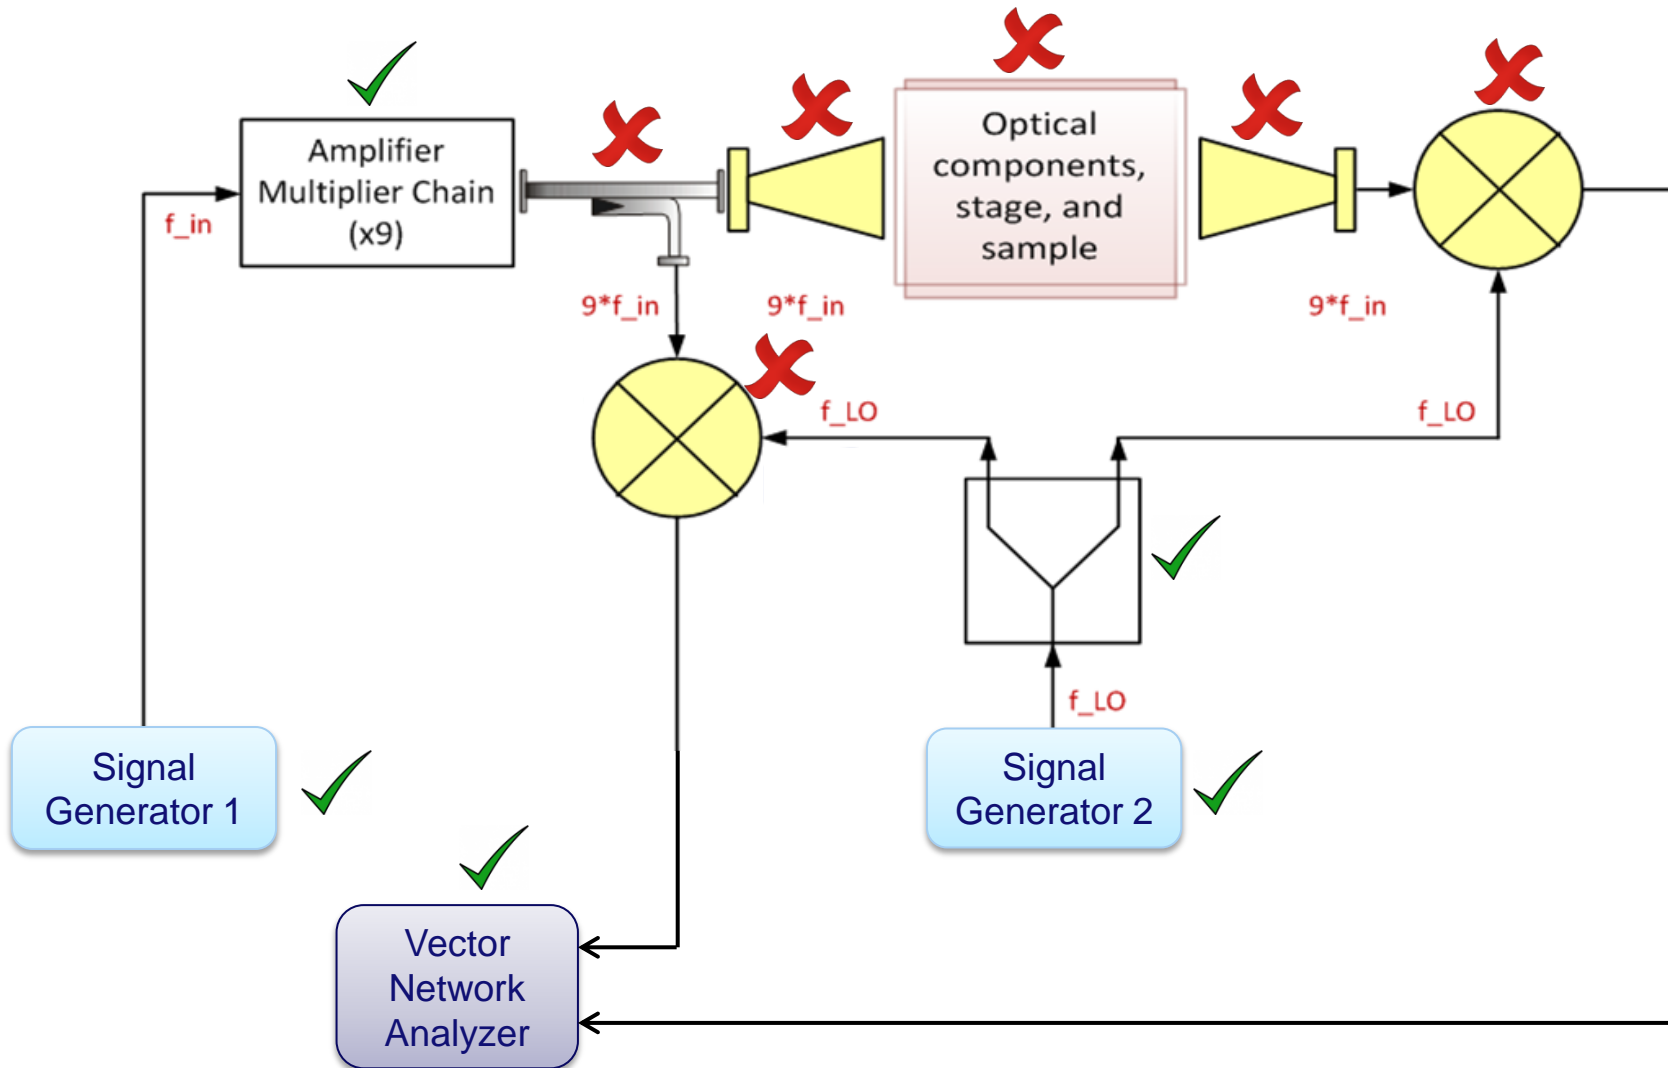 Amplifier
Multiplier Chain
(x9)
f_in
Optical
components,
stage, and
sample
9*f_in
9*f_in
9*f_in
f_LO
f_LO
f_LO
Signal
Generator 1
Signal
Generator 2
Vector
Network
Analyzer